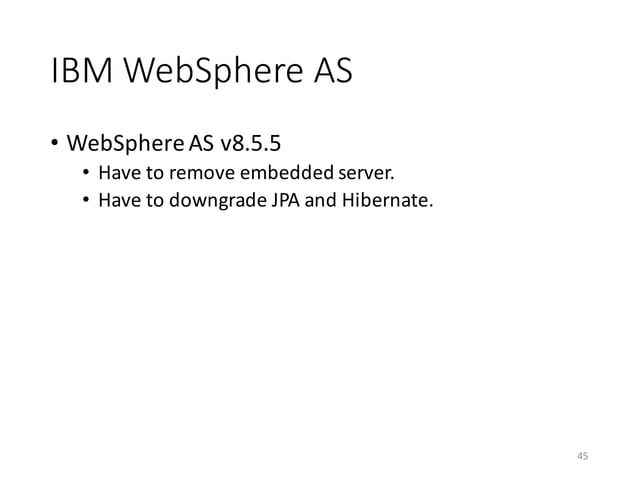 IBM WebSphere AS
• WebSphere AS v8.5.5
• Have to remove embedded server.
• Have to downgrade JPA and Hibernate.
45